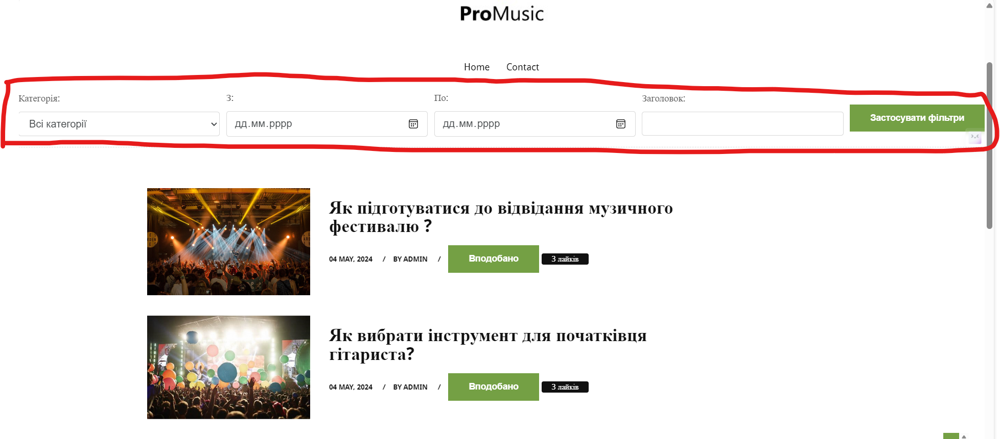 ProMusic
Home Contact
Категорія: З: По: Заголовок:
Всі категорії дд.мм.рррр дд.мм.рррр Застосувати фільтри
Як підготуватися до відвідання музичного
фестивалю ?
04 MAY, 2024 / BY ADMIN / Вподобано 3 лайків
Як вибрати інструмент для початківця
гітариста?
04 MAY, 2024 / BY ADMIN / Вподобано 3 лайків